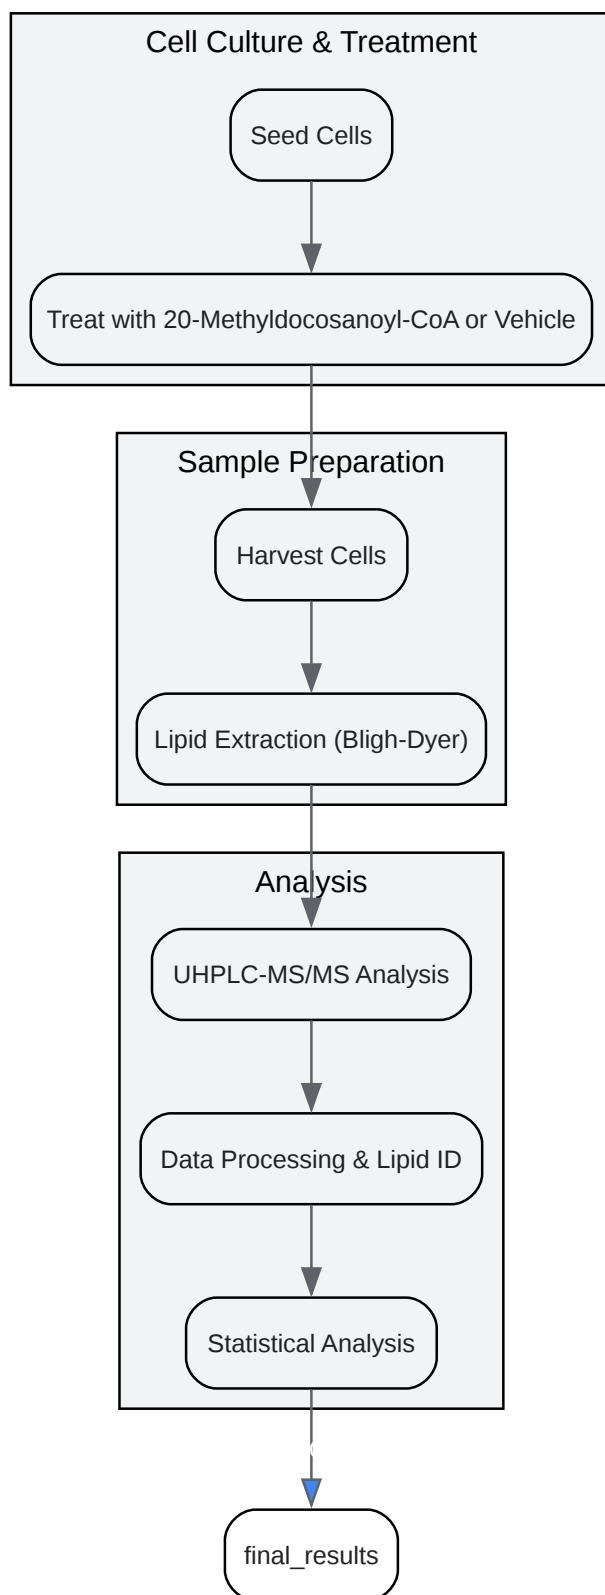 Cell Culture & Treatment
Seed Cells
Treat with 20-Methyldocosanoyl-CoA or Vehicle
Sample Preparation
Harvest Cells
Lipid Extraction (Bligh-Dyer)
Analysis
UHPLC-MS/MS Analysis
Data Processing & Lipid ID
Statistical Analysis
final_results